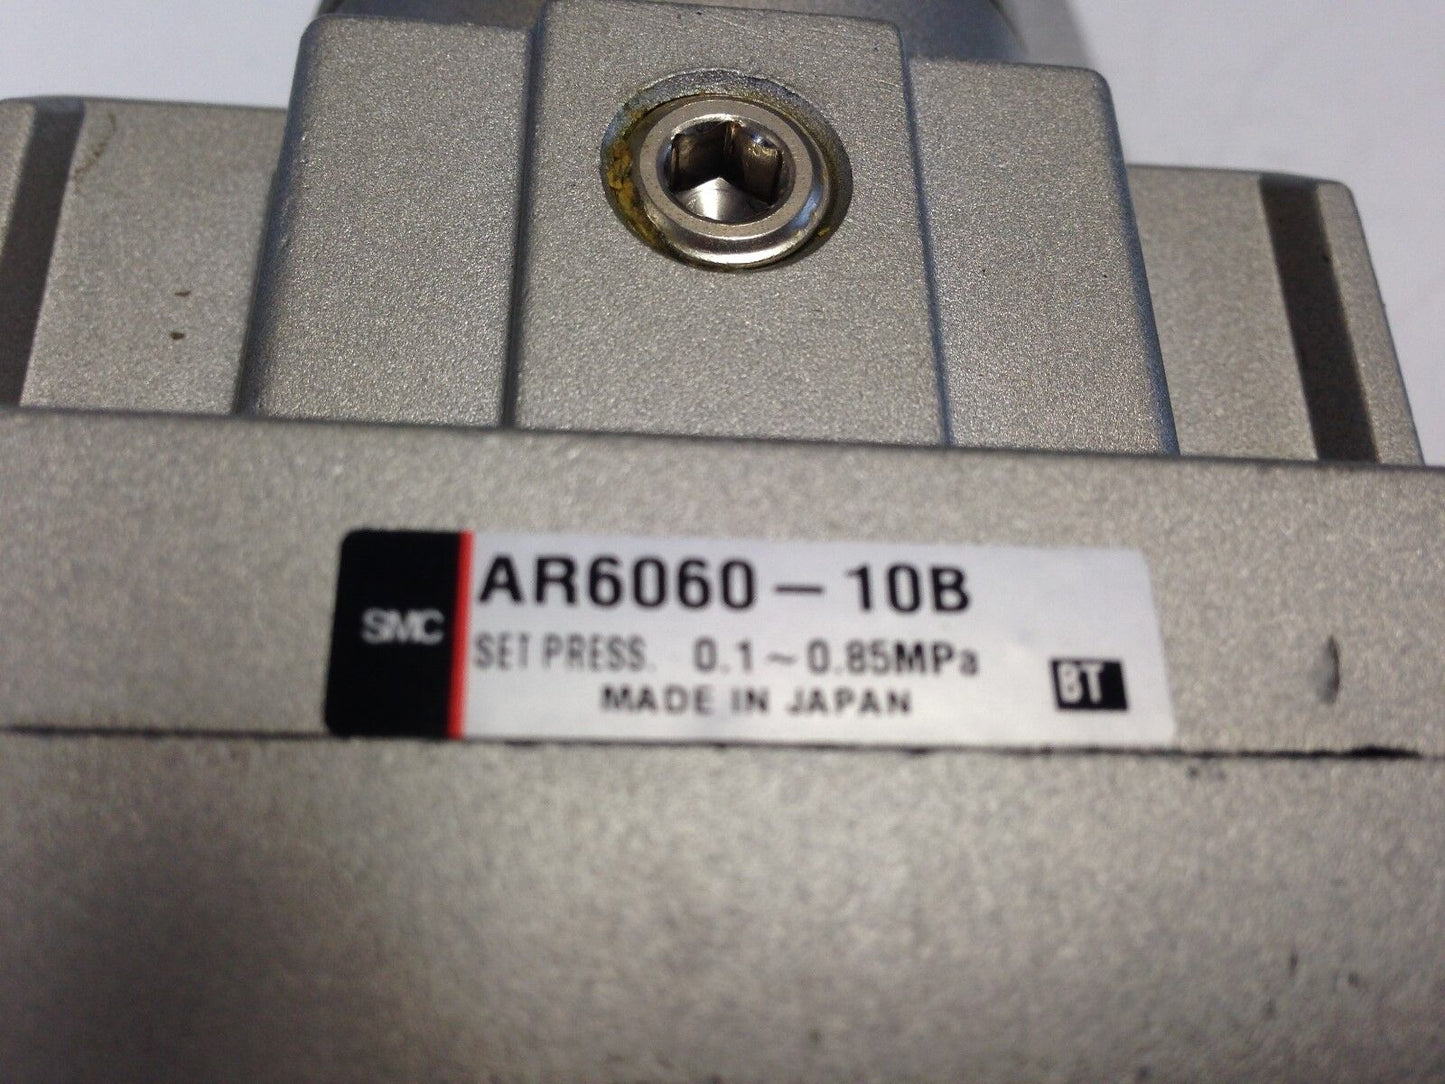 SMC
AR6060-10B
SET PRESS. 0.1~0.85MPa
MADE IN JAPAN
BT